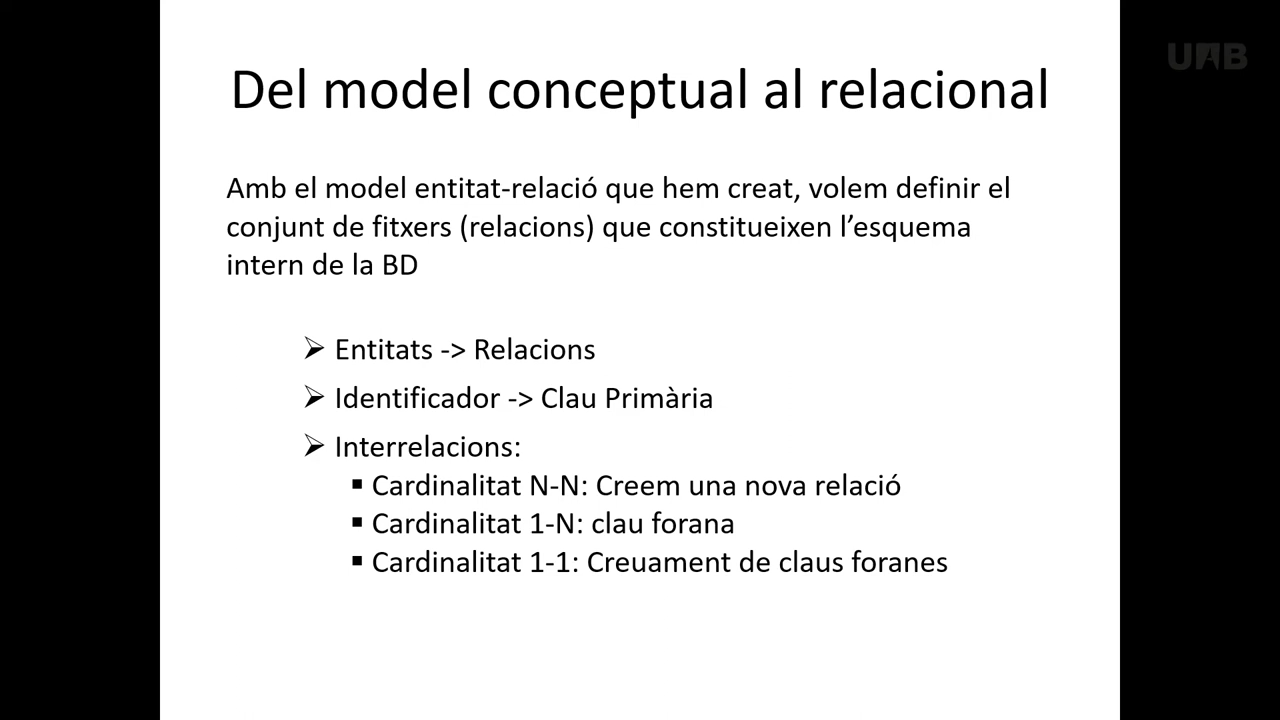 UAB
Del model conceptual al relacional
Amb el model entitat-relació que hem creat, volem definir el
conjunt de fitxers (relacions) que constitueixen l’esquema
intern de la BD
➢ Entitats -> Relacions
➢ Identificador -> Clau Primària
➢ Interrelacions:
▪ Cardinalitat N-N: Creem una nova relació
▪ Cardinalitat 1-N: clau forana
▪ Cardinalitat 1-1: Creuament de claus foranes